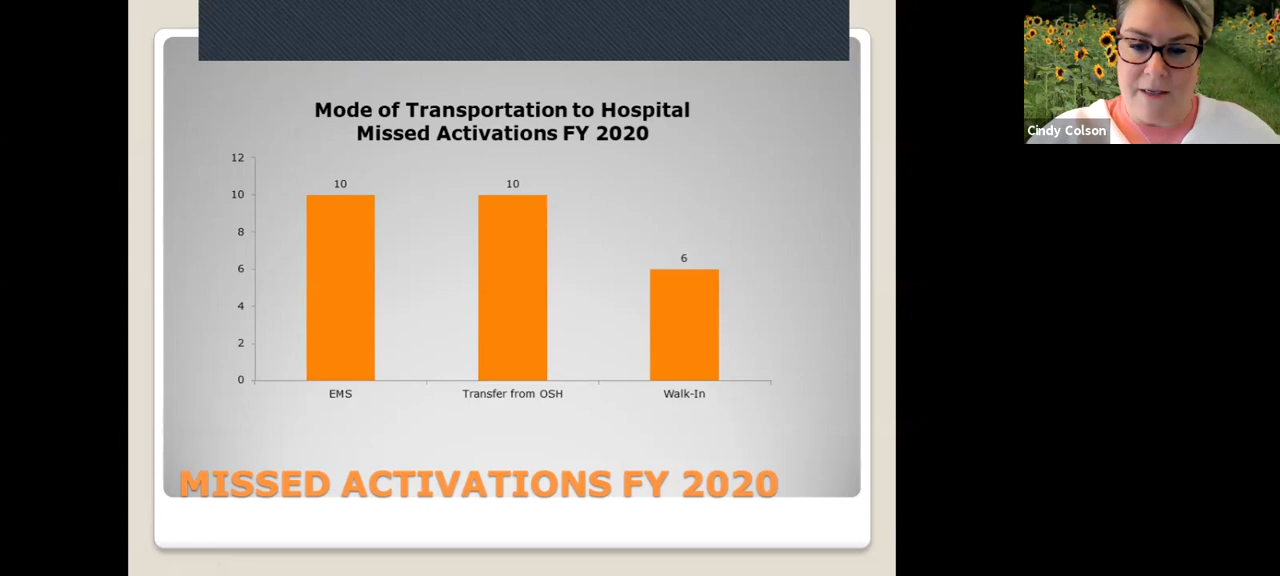 Mode of Transportation to Hospital
Missed Activations FY 2020
12
10
8
6
4
2
0
10
10
6
EMS
Transfer from OSH
Walk-In
MISSED ACTIVATIONS FY 2020
Cindy Colson